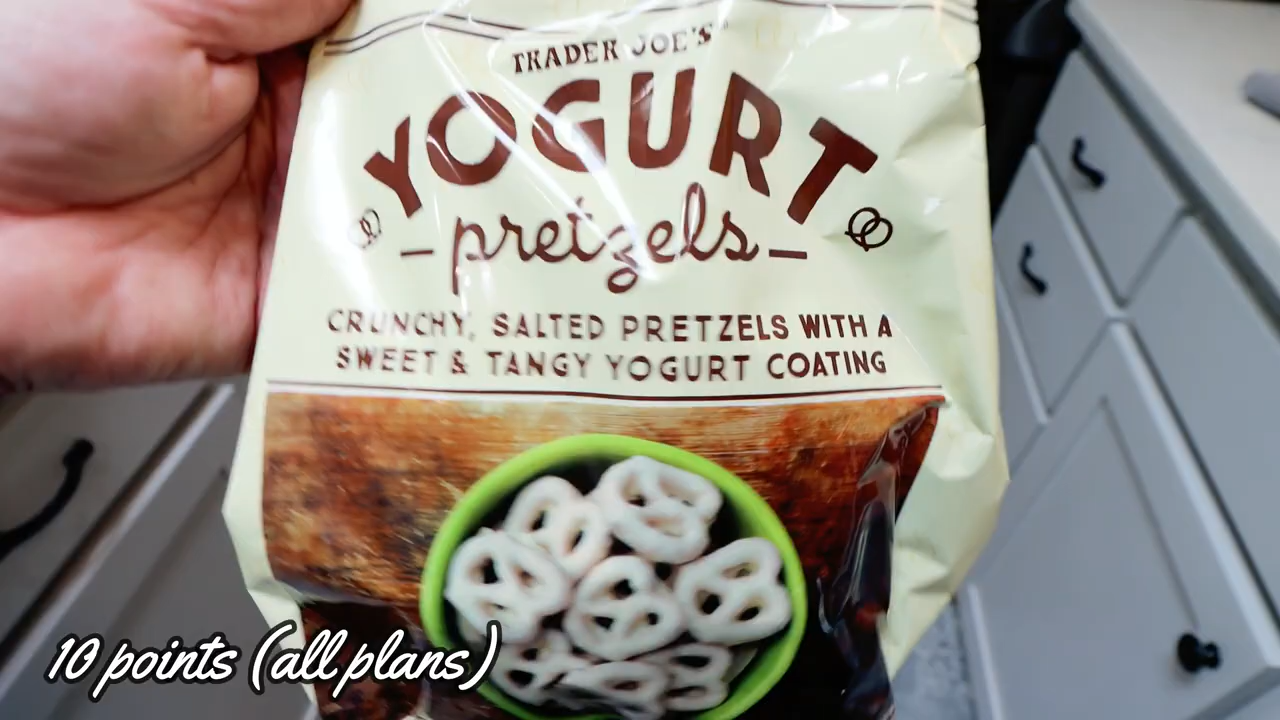 TRADER JOE'S
YOGURT
pretzels
CRUNCHY, SALTED PRETZELS WITH A
SWEET & TANGY YOGURT COATING
10 points (all plans)